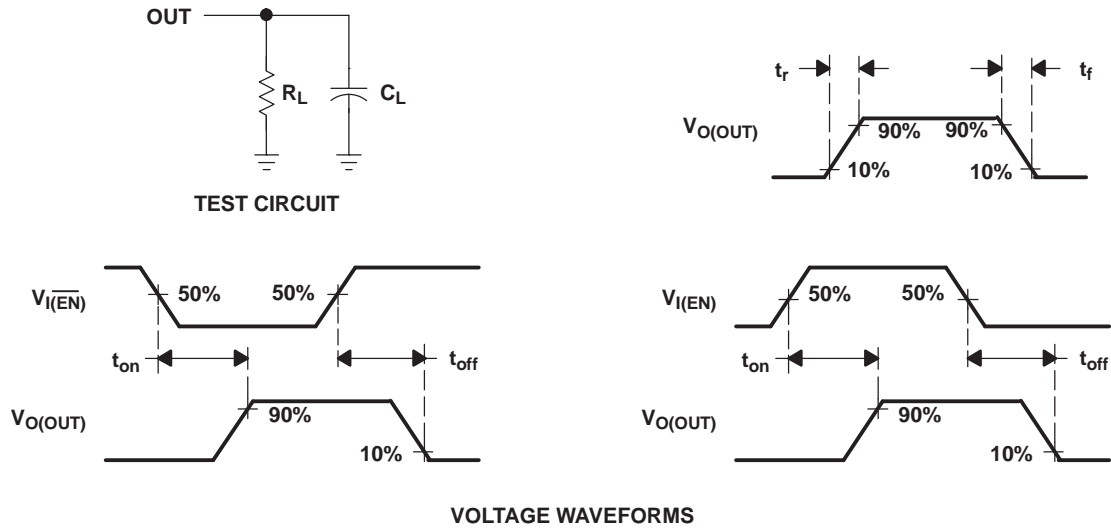 OUT
R_L
C_L
TEST CIRCUIT
t_r
t_f
V_O(OUT)
90%
90%
10%
10%
V_I(E̅N̅)
50%
50%
t_on
t_off
V_O(OUT)
90%
10%
V_I(EN)
50%
50%
t_on
t_off
V_O(OUT)
90%
10%
VOLTAGE WAVEFORMS